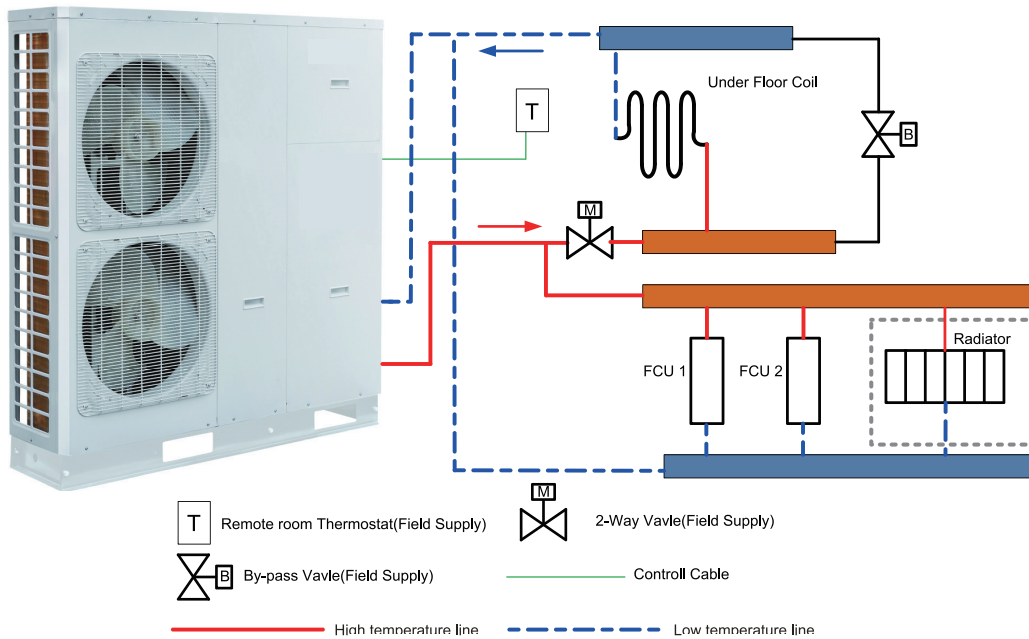 Under Floor Coil
T
B
M
Radiator
FCU 1
FCU 2
M
T
Remote room Thermostat(Field Supply)
2-Way Vavle(Field Supply)
B
By-pass Vavle(Field Supply)
Controll Cable
High temperature line
Low temperature line